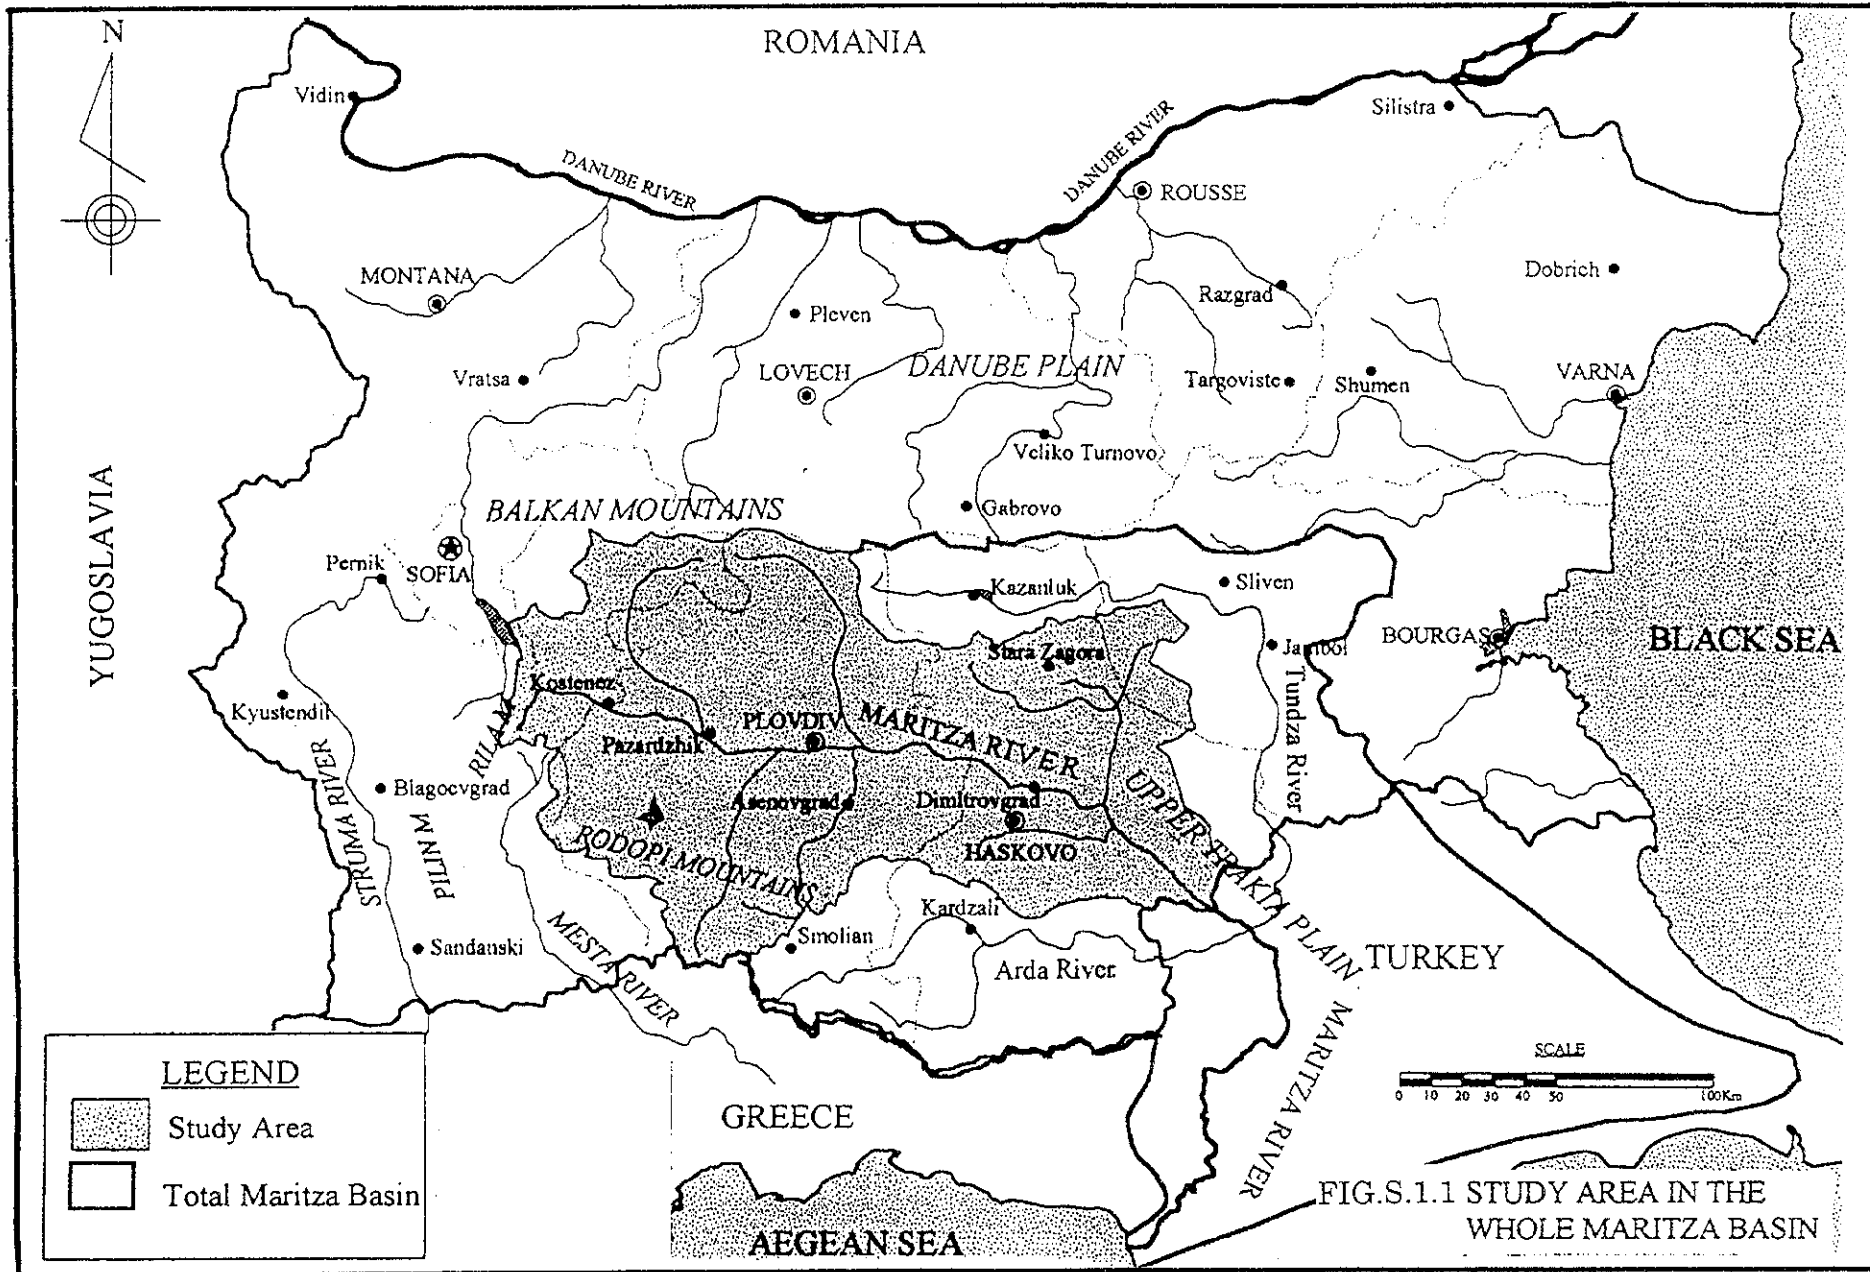 N
ROMANIA
Vidin
Silistra
DANUBE RIVER
DANUBE RIVER
ROUSSE
MONTANA
Dobrich
Razgrad
Pleven
DANUBE PLAIN
Vratsa
LOVECH
Targoviste
Shumen
VARNA
Veliko Turnovo
YUGOSLAVIA
BALKAN MOUNTAINS
Gabrovo
Pernik
SOFIA
Kazanluk
Sliven
BOURGAS
BLACK SEA
Stara Zagora
Jambol
Kostenez
Kyustendil
PLOVDIV
MARITZA RIVER
Tundza River
Pazardzhik
RILA M
STRUMA RIVER
Blagoevgrad
Asenovgrad
Dimitrovgrad
UPPER TRAKIA PLAIN
PILIN M
RODOPI MOUNTAINS
HASKOVO
Kardzali
MESTA RIVER
Sandanski
Smolian
Arda River
TURKEY
MARITZA RIVER
SCALE
0 10 20 30 40 50 100Km
LEGEND
Study Area
Total Maritza Basin
GREECE
AEGEAN SEA
FIG.S.1.1 STUDY AREA IN THE
WHOLE MARITZA BASIN